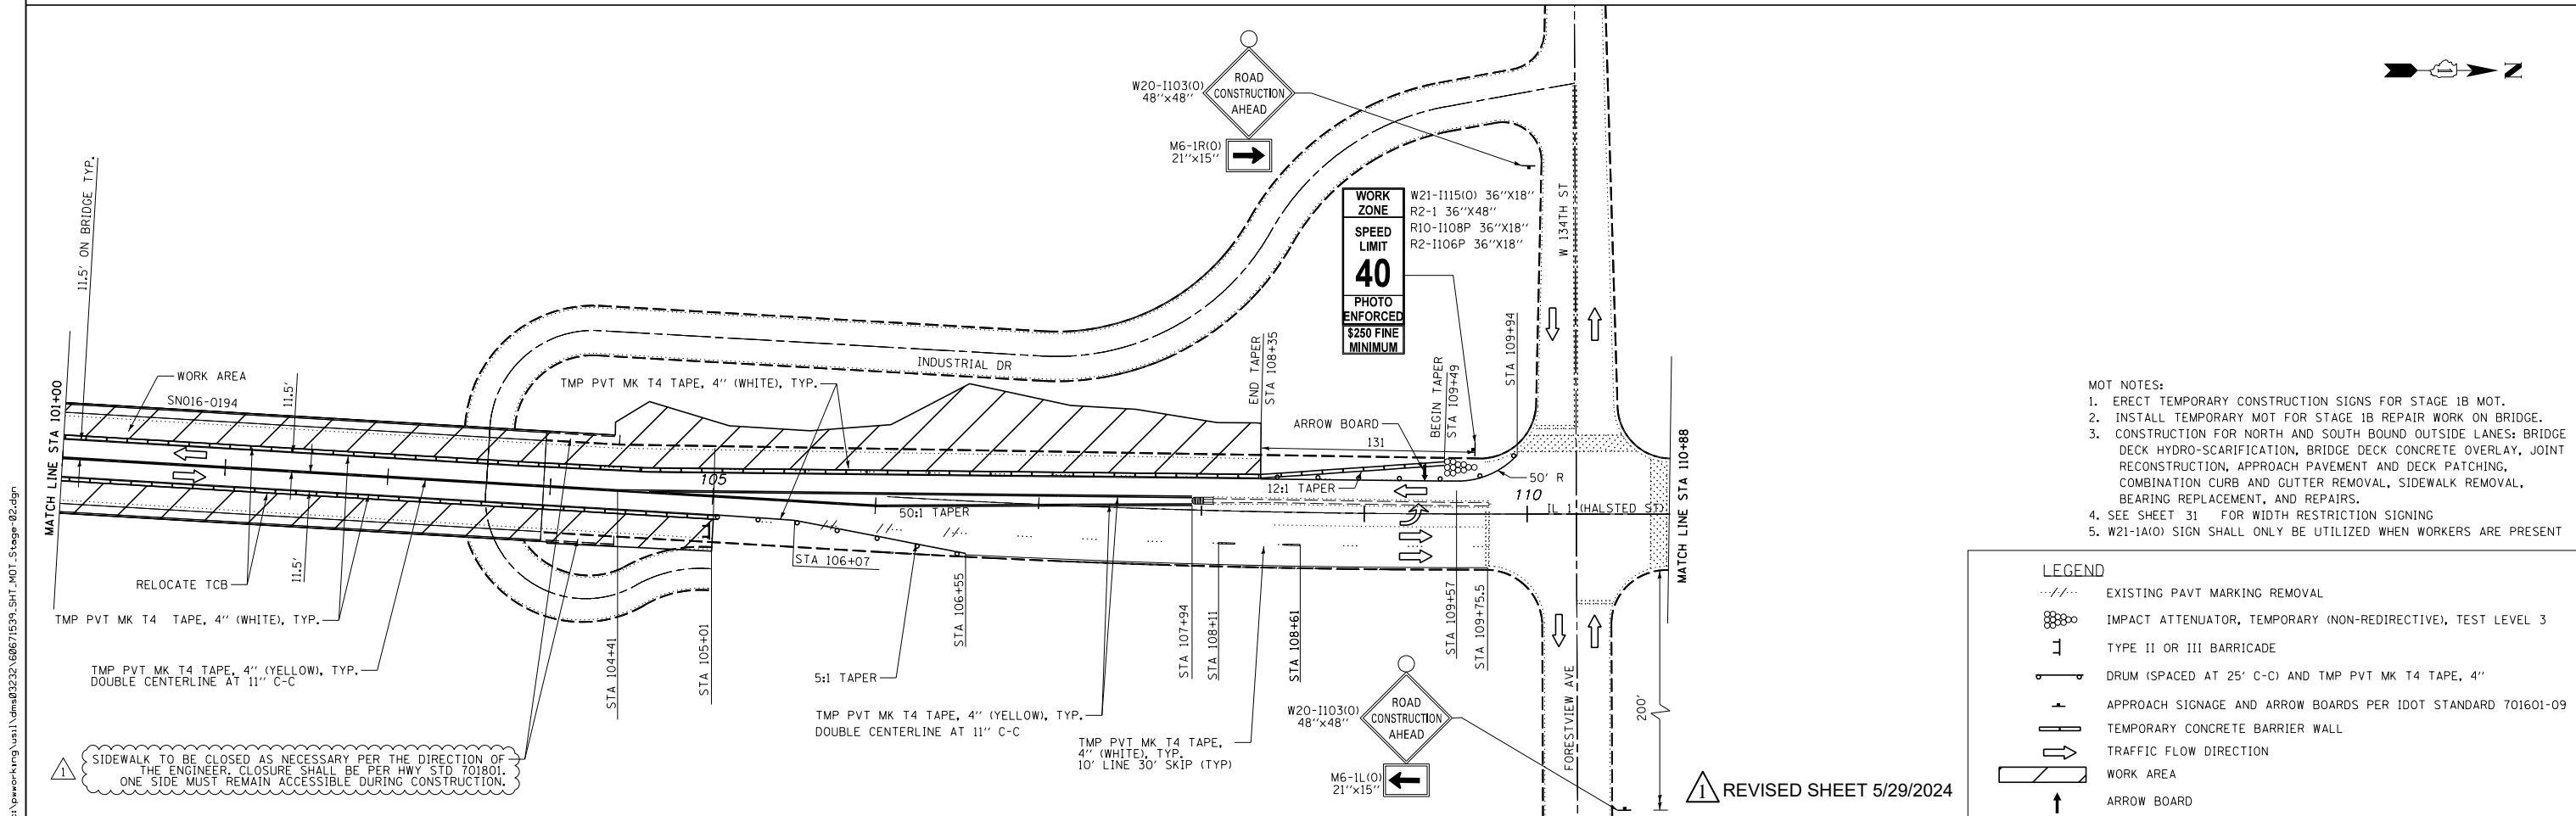 ROAD
CONSTRUCTION
AHEAD
W20-I103(O)
48"x48"
M6-1R(O)
21"x15"
N
WORK
ZONE
SPEED
LIMIT
40
PHOTO
ENFORCED
$250 FINE
MINIMUM
W21-I115(O) 36"X18"
R2-1 36"X48"
R10-I108P 36"X18"
R2-I106P 36"X18"
W 134TH ST
11.5' ON BRIDGE TYP.
MATCH LINE STA 101+00
WORK AREA
SN016-0194
11.5'
INDUSTRIAL DR
TMP PVT MK T4 TAPE, 4" (WHITE), TYP.
END TAPER
STA 108+35
ARROW BOARD
131
BEGIN TAPER
STA 109+49
STA 109+94
50' R
12:1 TAPER
105
110
50:1 TAPER
IL 1 (HALSTED ST)
MATCH LINE STA 110+88
RELOCATE TCB
11.5'
TMP PVT MK T4 TAPE, 4" (WHITE), TYP.
TMP PVT MK T4 TAPE, 4" (YELLOW), TYP.
DOUBLE CENTERLINE AT 11" C-C
STA 104+41
STA 105+01
STA 106+07
STA 106+55
5:1 TAPER
STA 107+94
STA 108+11
STA 108+61
STA 109+57
STA 109+75.5
TMP PVT MK T4 TAPE, 4" (YELLOW), TYP.
DOUBLE CENTERLINE AT 11" C-C
TMP PVT MK T4 TAPE,
4" (WHITE), TYP.
10' LINE 30' SKIP (TYP)
1
SIDEWALK TO BE CLOSED AS NECESSARY PER THE DIRECTION OF
THE ENGINEER. CLOSURE SHALL BE PER HWY STD 701801.
ONE SIDE MUST REMAIN ACCESSIBLE DURING CONSTRUCTION.
W20-I103(O)
48"x48"
ROAD
CONSTRUCTION
AHEAD
M6-1L(O)
21"x15"
FORESTVIEW AVE
200'
1 REVISED SHEET 5/29/2024
MOT NOTES:
1. ERECT TEMPORARY CONSTRUCTION SIGNS FOR STAGE 1B MOT.
2. INSTALL TEMPORARY MOT FOR STAGE 1B REPAIR WORK ON BRIDGE.
3. CONSTRUCTION FOR NORTH AND SOUTH BOUND OUTSIDE LANES: BRIDGE
DECK HYDRO-SCARIFICATION, BRIDGE DECK CONCRETE OVERLAY, JOINT
RECONSTRUCTION, APPROACH PAVEMENT AND DECK PATCHING,
COMBINATION CURB AND GUTTER REMOVAL, SIDEWALK REMOVAL,
BEARING REPLACEMENT, AND REPAIRS.
4. SEE SHEET 31 FOR WIDTH RESTRICTION SIGNING
5. W21-1A(O) SIGN SHALL ONLY BE UTILIZED WHEN WORKERS ARE PRESENT
LEGEND
EXISTING PAVT MARKING REMOVAL
IMPACT ATTENUATOR, TEMPORARY (NON-REDIRECTIVE), TEST LEVEL 3
TYPE II OR III BARRICADE
DRUM (SPACED AT 25' C-C) AND TMP PVT MK T4 TAPE, 4"
APPROACH SIGNAGE AND ARROW BOARDS PER IDOT STANDARD 701601-09
TEMPORARY CONCRETE BARRIER WALL
TRAFFIC FLOW DIRECTION
WORK AREA
ARROW BOARD